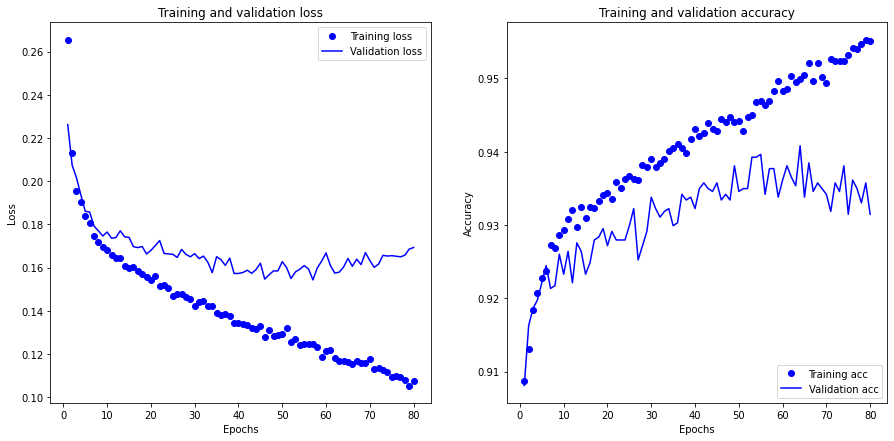 Training and validation loss
Training loss
Validation loss
0.26
0.24
0.22
0.20
0.18
0.16
0.14
0.12
0.10
Loss
0 10 20 30 40 50 60 70 80
Epochs
Training and validation accuracy
0.95
0.94
0.93
0.92
0.91
Accuracy
Training acc
Validation acc
0 10 20 30 40 50 60 70 80
Epochs